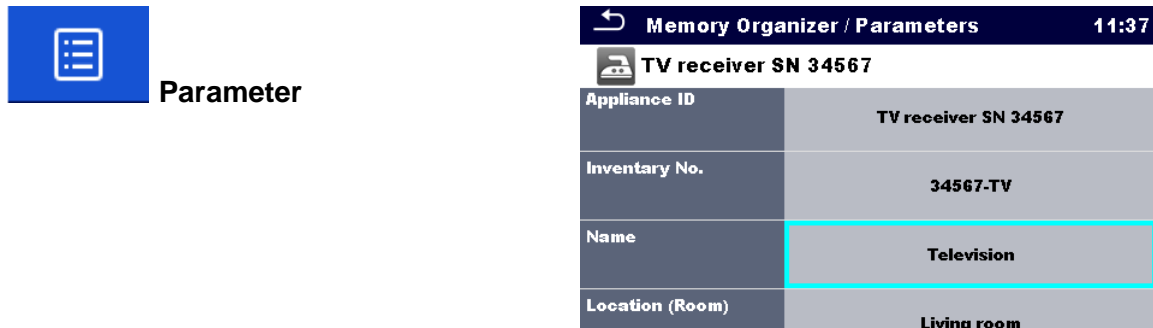 Parameter
Memory Organizer / Parameters 11:37
TV receiver SN 34567
Appliance ID
TV receiver SN 34567
Inventary No.
34567-TV
Name
Television
Location (Room)
Living room